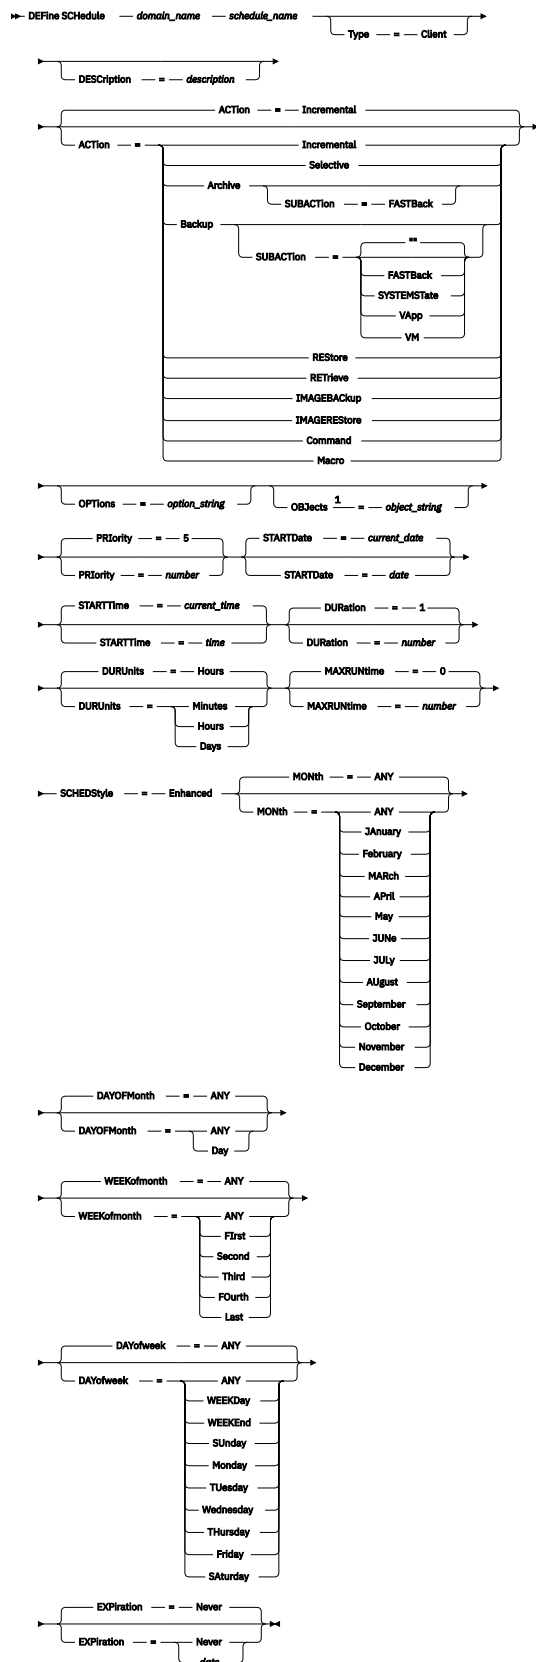 DEFine SCHedule domain_name schedule_name
Type = Client
DESCription = description
ACTion = Incremental
ACTion = Incremental
Selective
Archive
SUBACTion = FASTBack
Backup
""
SUBACTion =
FASTBack
SYSTEMSTate
VApp
VM
REStore
RETrieve
IMAGEBACkup
IMAGEREStore
Command
Macro
OPTions = option_string OBJects 1 = object_string
PRIority = 5 STARTDate = current_date
PRIority = number STARTDate = date
STARTTime = current_time DURation = 1
STARTTime = time DURation = number
DURUnits = Hours MAXRUNtime = 0
DURUnits = Minutes MAXRUNtime = number
Hours
Days
MONth = ANY
SCHEDStyle = Enhanced
MONth = ANY
JAnuary
February
MARch
APril
May
JUNe
JULy
AUgust
September
October
November
December
DAYOFMonth = ANY
DAYOFMonth = ANY
Day
WEEKofmonth = ANY
WEEKofmonth = ANY
FIrst
Second
Third
FOurth
Last
DAYofweek = ANY
DAYofweek = ANY
WEEKDay
WEEKEnd
SUnday
Monday
TUesday
Wednesday
THursday
Friday
SAturday
EXPiration = Never
EXPiration = Never